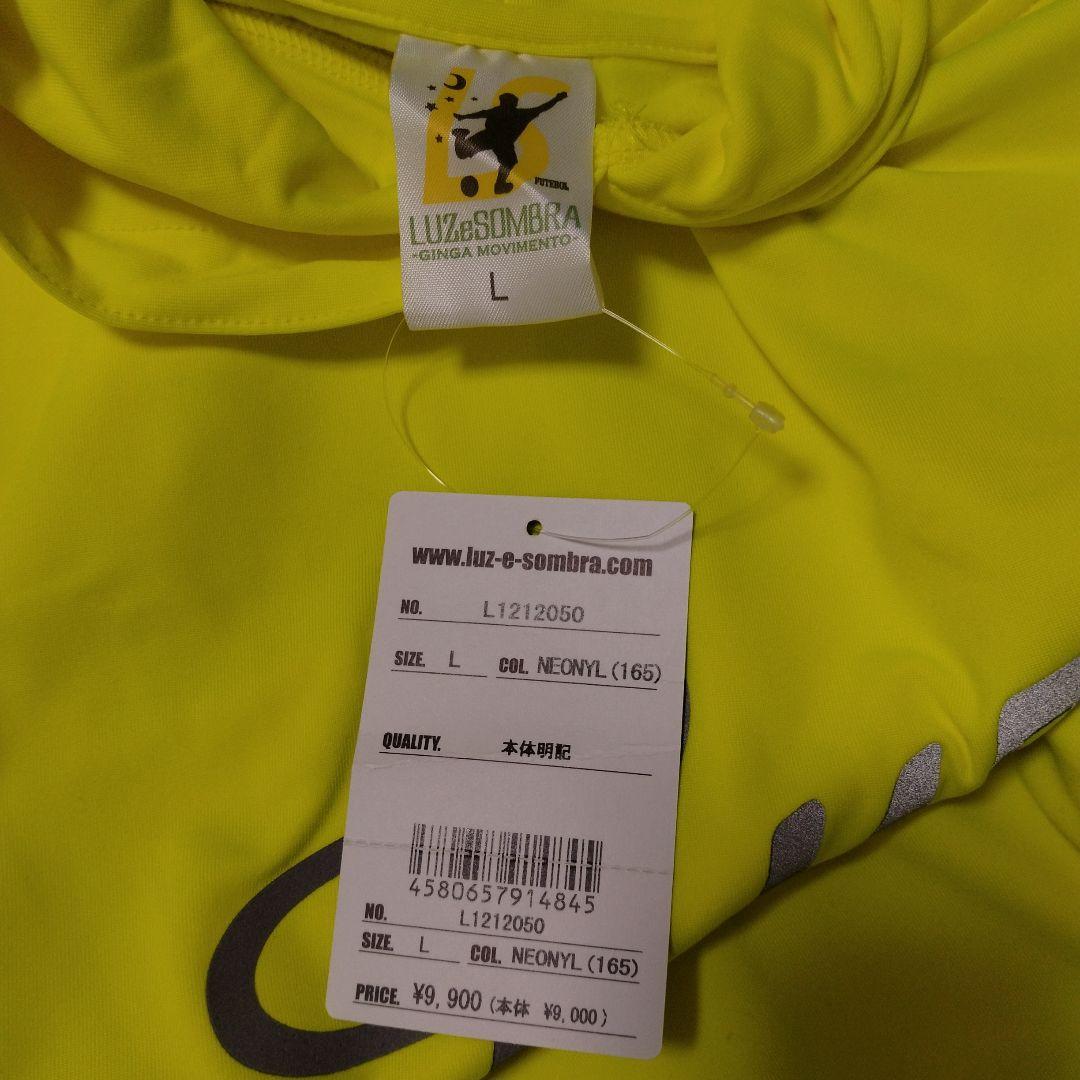 LS
FUTEBOL
LUZeSOMBRA
-GINGA MOVIMENTO-
L
www.luz-e-sombra.com
NO. L1212050
SIZE. L COL. NEONYL(165)
QUALITY. 本体明記
4580657914845
NO. L1212050
SIZE. L COL. NEONYL(165)
PRICE. ¥9,900 (本体 ¥9,000)